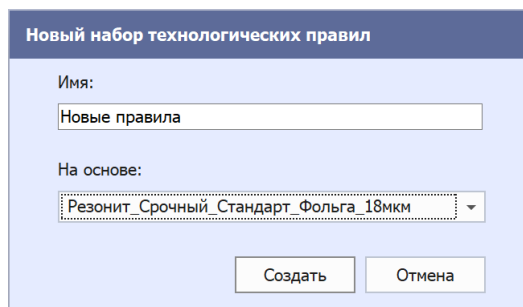 Новый набор технологических правил
Имя:
Новые правила
На основе:
Резонит_Срочный_Стандарт_Фольга_18мкм
Создать Отмена